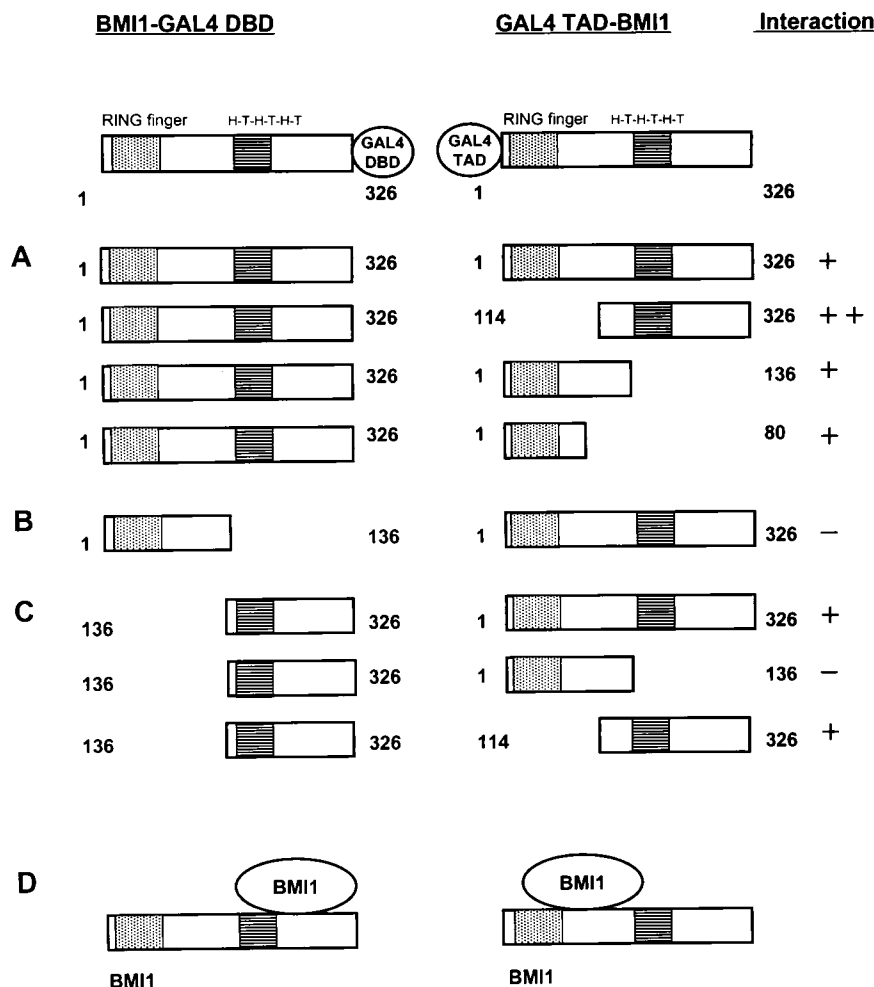 BMI1-GAL4 DBD GAL4 TAD-BMI1 Interaction
RING finger H-T-H-T-H-T RING finger H-T-H-T-H-T
GAL4 DBD GAL4 TAD
1 326 1 326
A 1 326 1 326 +
1 326 114 326 + +
1 326 1 136 +
1 326 1 80 +
B 1 136 1 326 –
C 136 326 1 326 +
136 326 1 136 –
136 326 114 326 +
D BMI1 BMI1
BMI1 BMI1